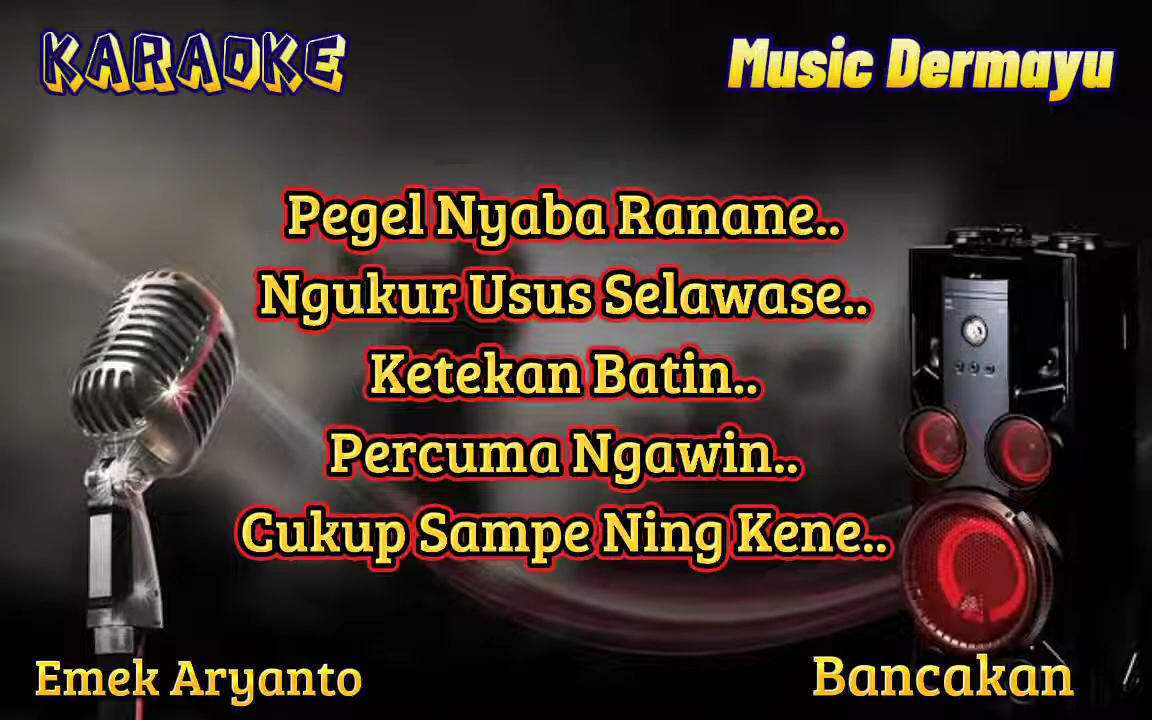 KARAOKE
Music Dermayu
Pegel Nyaba Ranane..
Ngukur Usus Selawase..
Ketekan Batin..
Percuma Ngawin..
Cukup Sampe Ning Kene..
Emek Aryanto
Bancakan